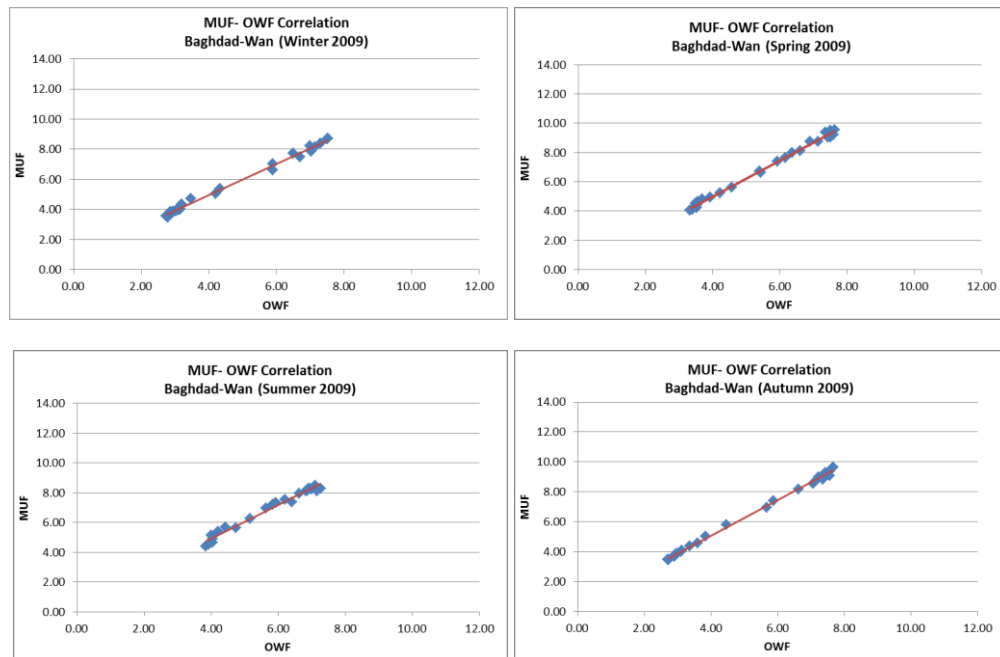 MUF- OWF Correlation
Baghdad-Wan (Winter 2009)
14.00
12.00
10.00
8.00
6.00
4.00
2.00
0.00
MUF
0.00 2.00 4.00 6.00 8.00 10.00 12.00
OWF
MUF- OWF Correlation
Baghdad-Wan (Spring 2009)
14.00
12.00
10.00
8.00
6.00
4.00
2.00
0.00
MUF
0.00 2.00 4.00 6.00 8.00 10.00 12.00
OWF
MUF- OWF Correlation
Baghdad-Wan (Summer 2009)
14.00
12.00
10.00
8.00
6.00
4.00
2.00
0.00
MUF
0.00 2.00 4.00 6.00 8.00 10.00 12.00
OWF
MUF- OWF Correlation
Baghdad-Wan (Autumn 2009)
14.00
12.00
10.00
8.00
6.00
4.00
2.00
0.00
MUF
0.00 2.00 4.00 6.00 8.00 10.00 12.00
OWF